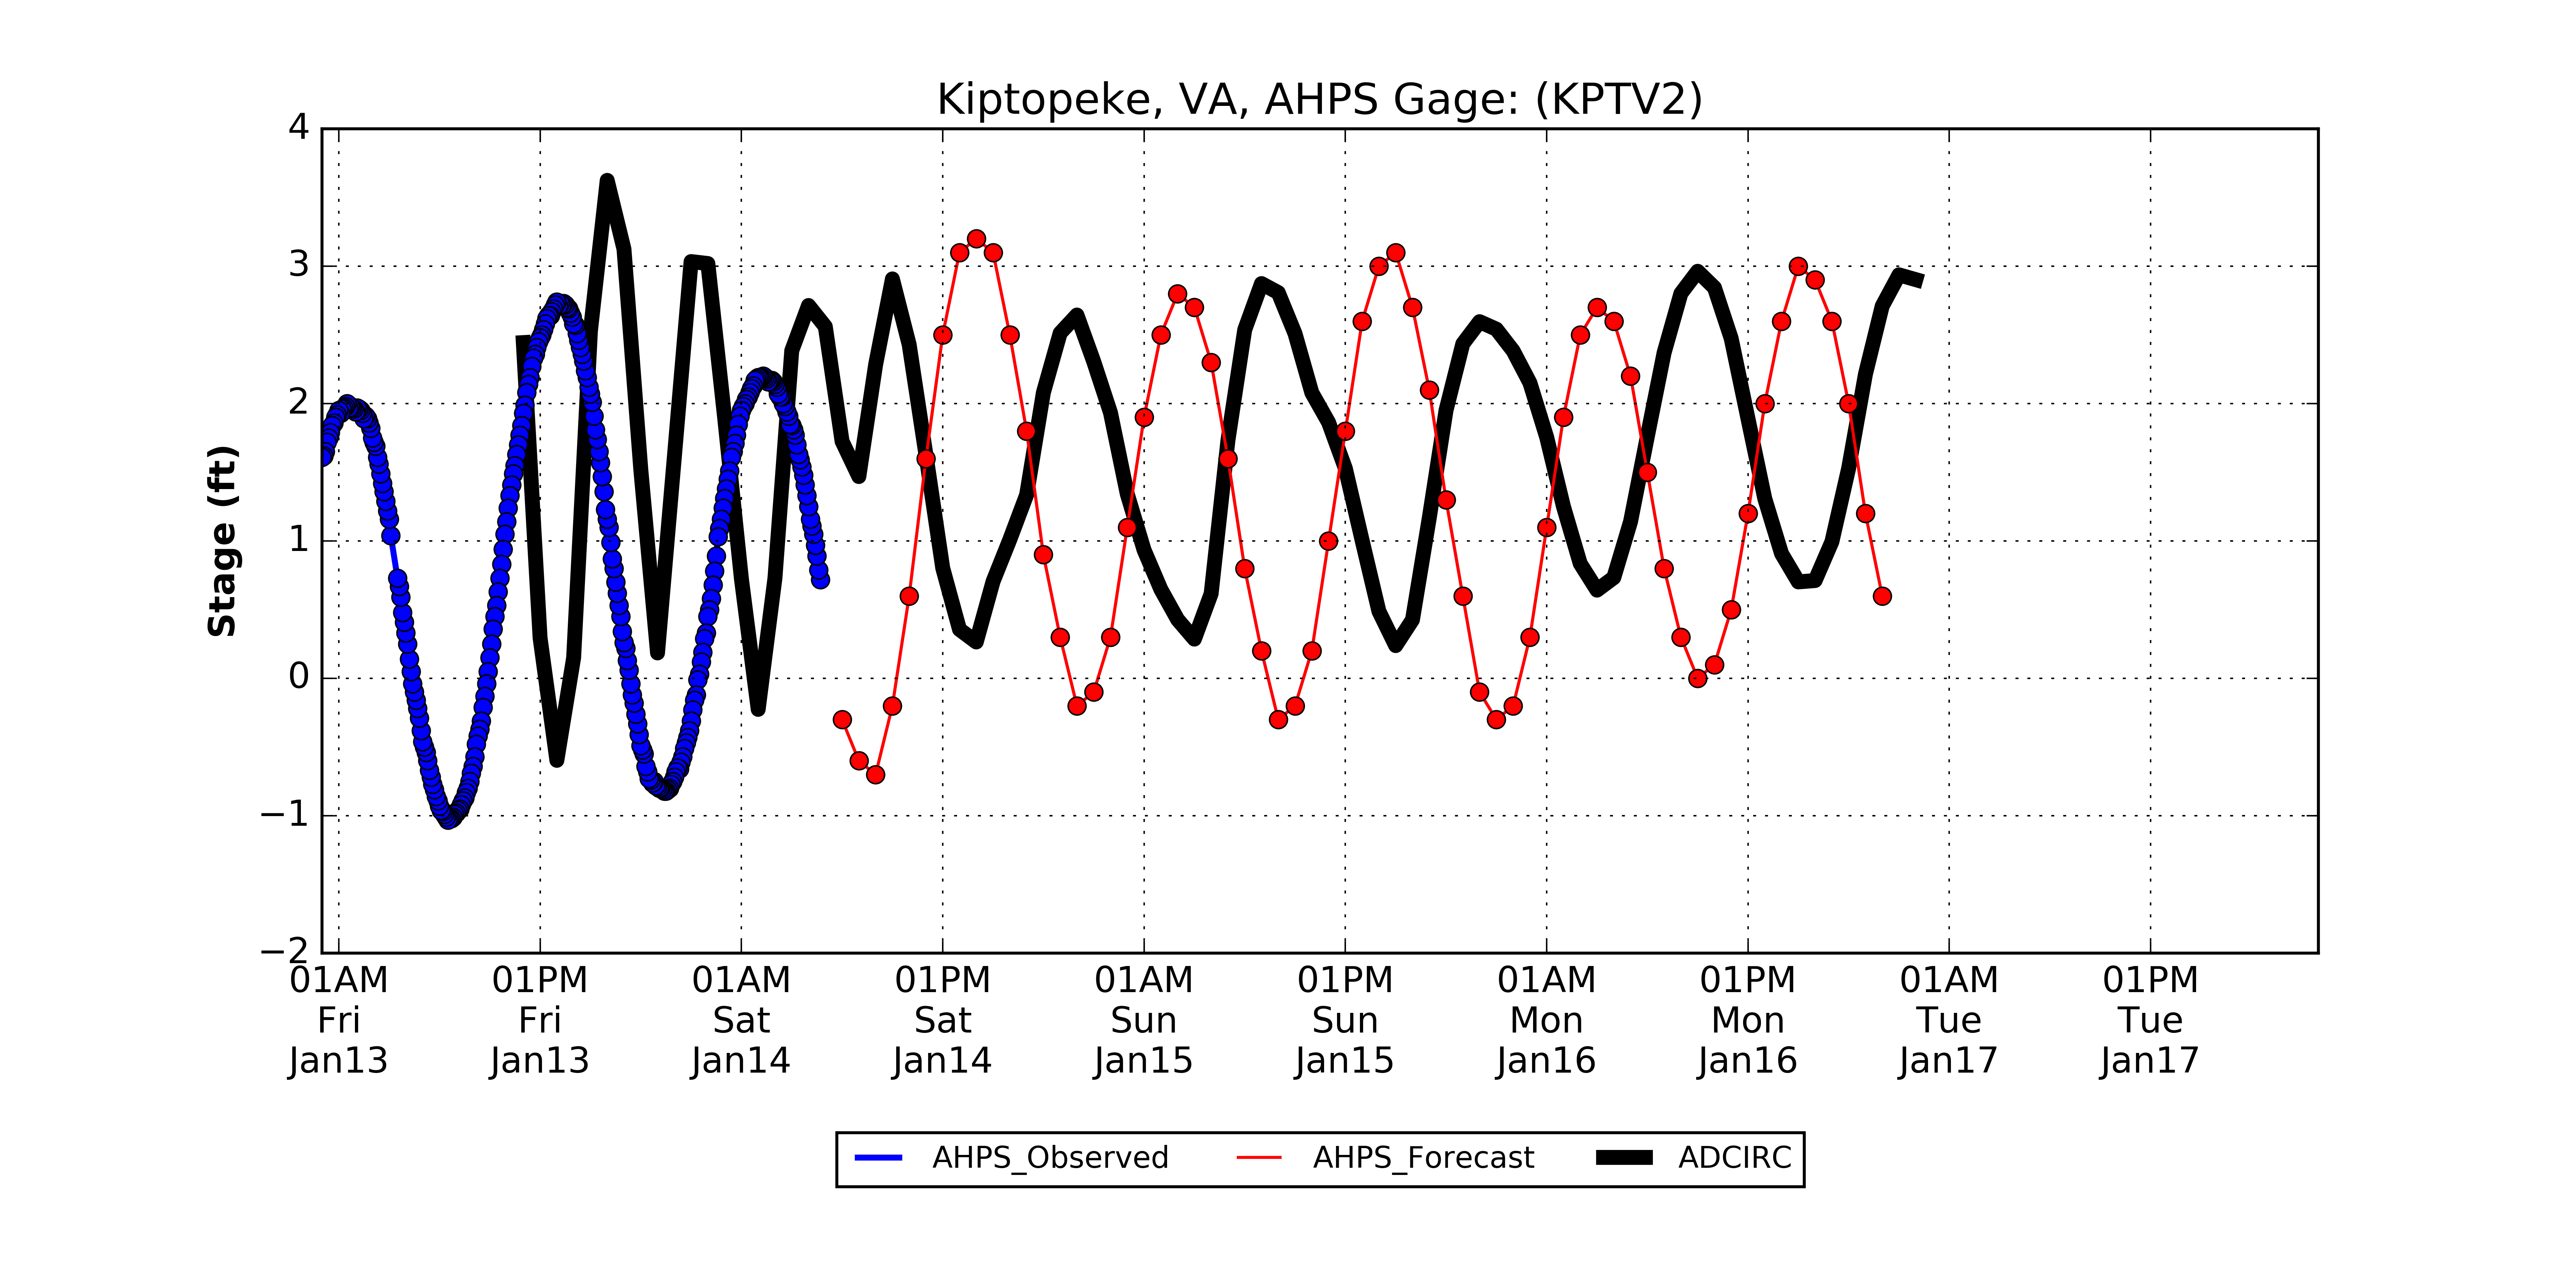 Kiptopeke, VA, AHPS Gage: (KPTV2)
Stage (ft)
4
3
2
1
0
−1
−2
01AM 01PM 01AM 01PM 01AM 01PM 01AM 01PM 01AM 01PM
Fri Fri Sat Sat Sun Sun Mon Mon Tue Tue
Jan13 Jan13 Jan14 Jan14 Jan15 Jan15 Jan16 Jan16 Jan17 Jan17
AHPS_Observed AHPS_Forecast ADCIRC